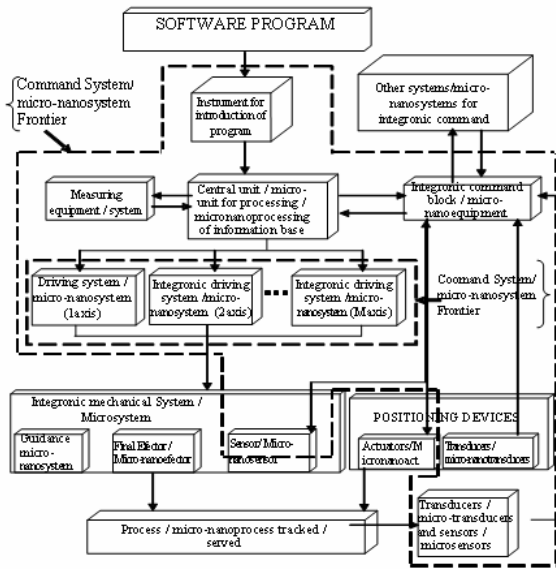 SOFTWARE PROGRAM
Command System/
micro-nanosystem
Frontier
Instrument for
introduction of
program
Other systems/micro-
nanosystems for
integronic command
Measuring
equipment / system
Central unit / micro-
unit for processing /
micronanoprocessing
of information base
Integronic command
block / micro-
nanoequipment
Driving system /
micro-nanosystem
(1axis)
Integronic driving
system /micro-
nanosystem (2axis)
Integronic driving
system /micro-
nanosystem (Maxis)
Coomand System/
micro-nanosystem
Frontier
Integronic mechanical System /
Microsystem
Guidance
micro-
nanosystem
Final Efector /
Micro-nanoefector
Sensor/Micro-
nanosensor
POSITIONING DEVICES
Actuators/M
icronanoact
Transducers/
micro-nanotransducers
Process / micro-nanoprocess tracked /
served
Transducers /
micro-transducers
and sensors /
microsensors